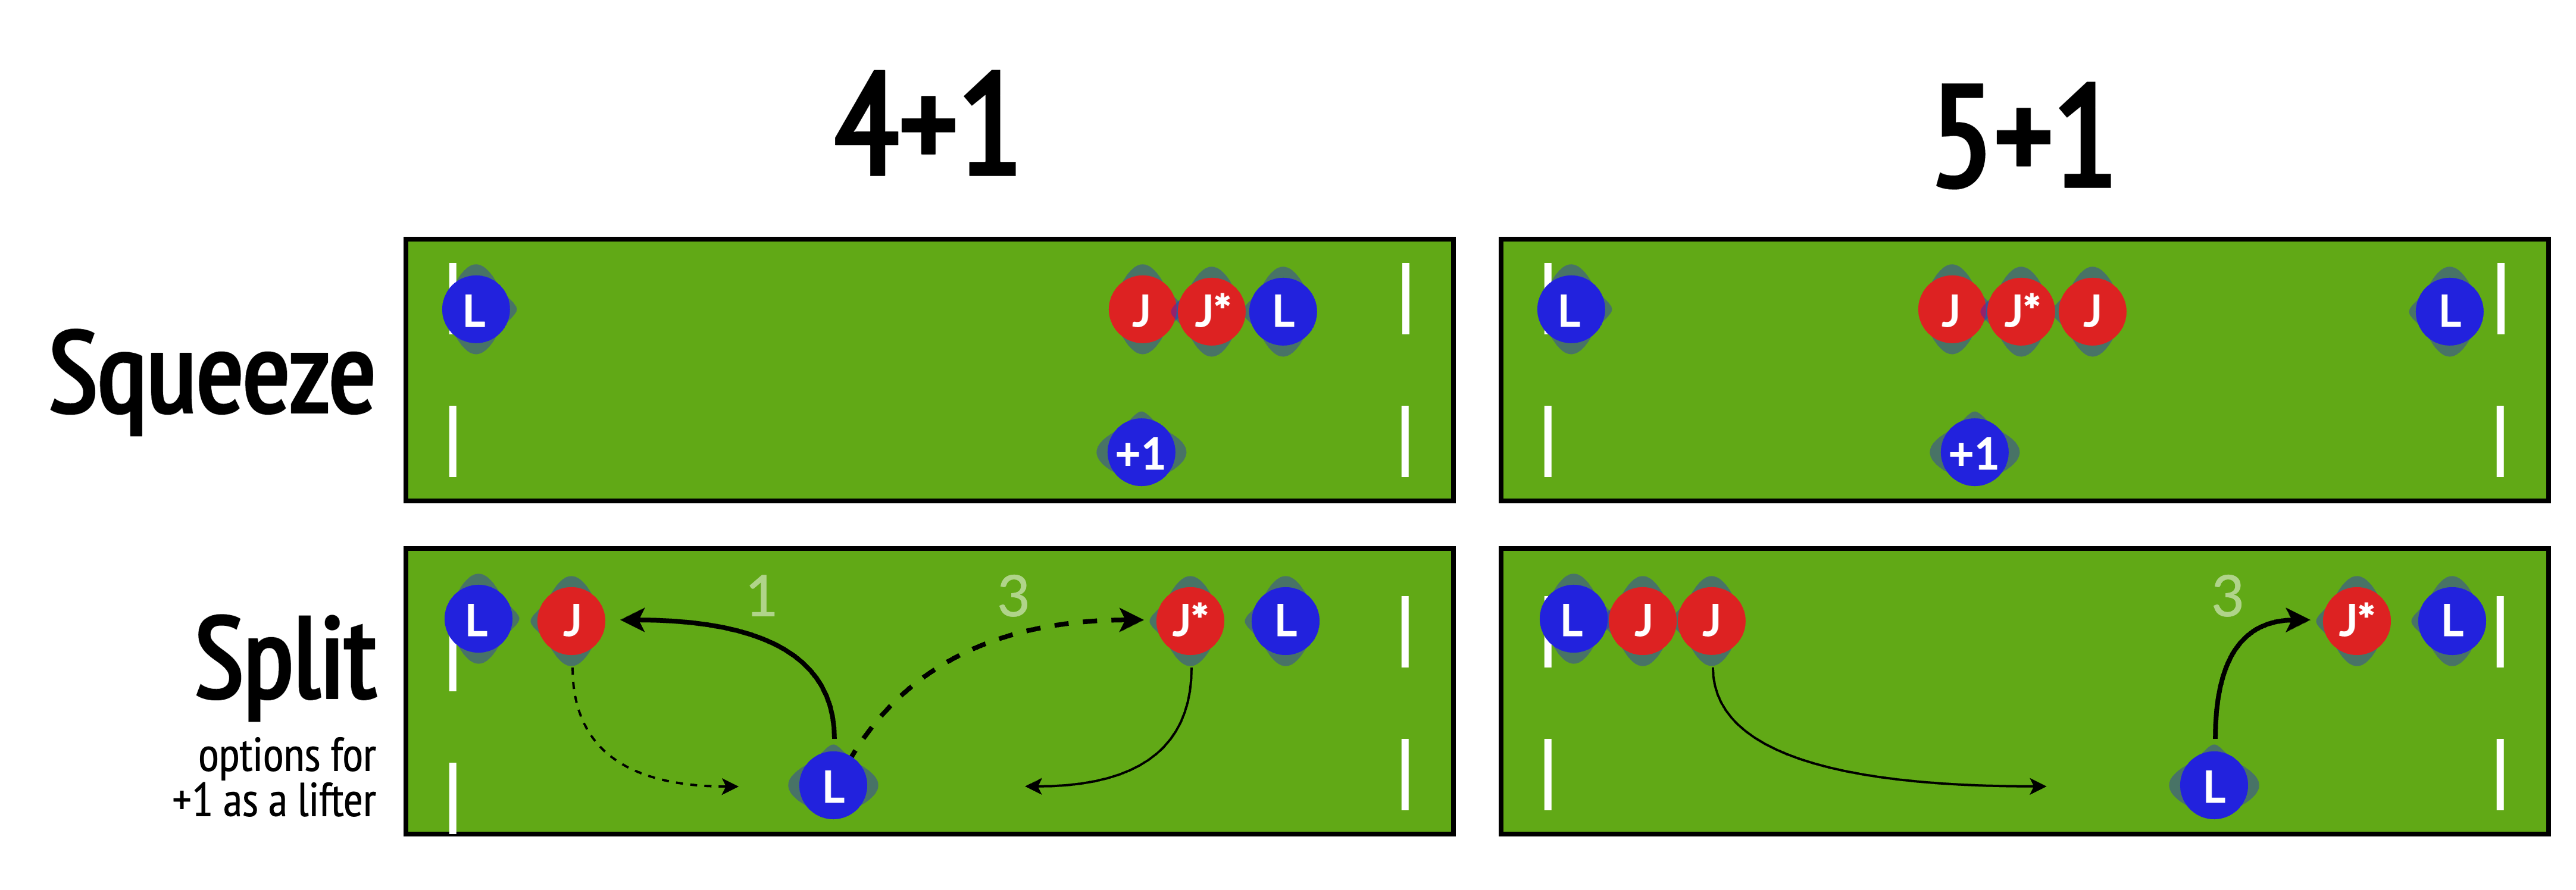 4+1 5+1
Squeeze
L J J* L
+1
L J J* J L
+1
Split
options for
+1 as a lifter
L J 1 3 J* L
L
L J J 3 J* L
L